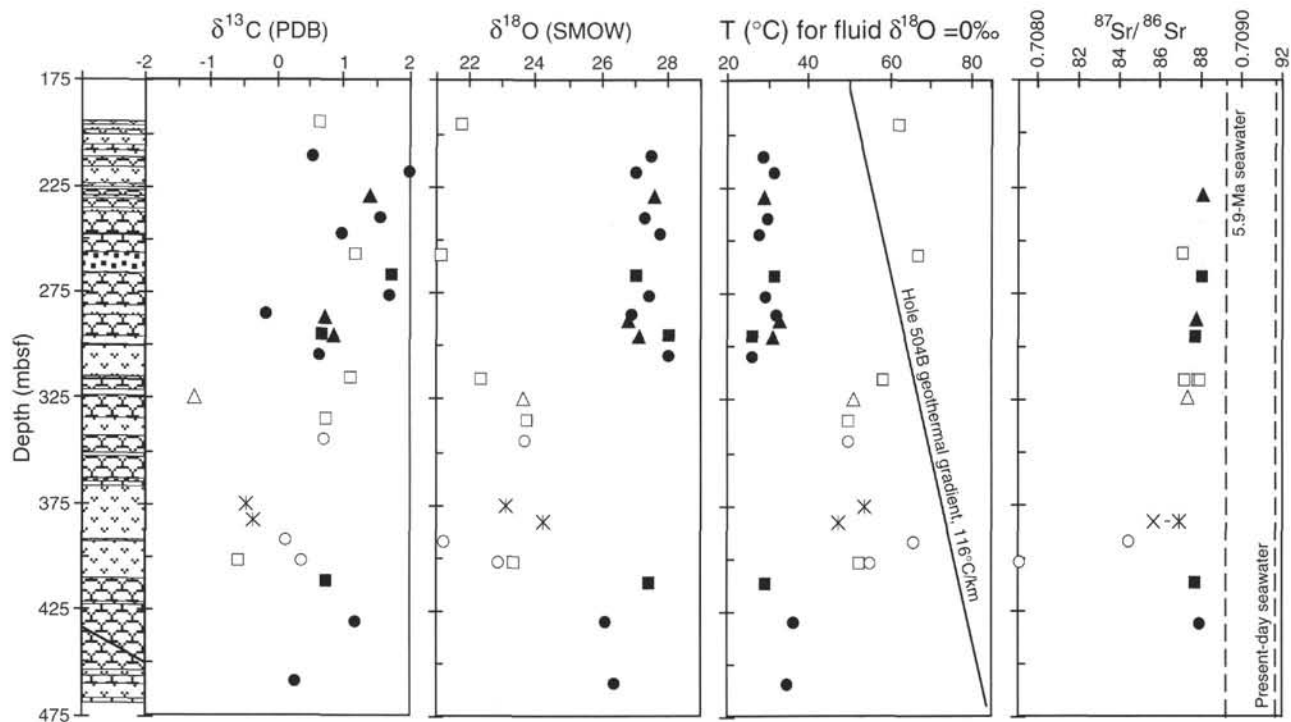 δ¹³C (PDB)
δ¹⁸O (SMOW)
T (°C) for fluid δ¹⁸O =0‰
⁸⁷Sr/⁸⁶Sr
-2 -1 0 1 2
22 24 26 28
20 40 60 80
0.7080 82 84 86 88 0.7090 92
Depth (mbsf)
175
225
275
325
375
425
475
Hole 504B geothermal gradient, 116°C/km
5.9-Ma seawater
Present-day seawater